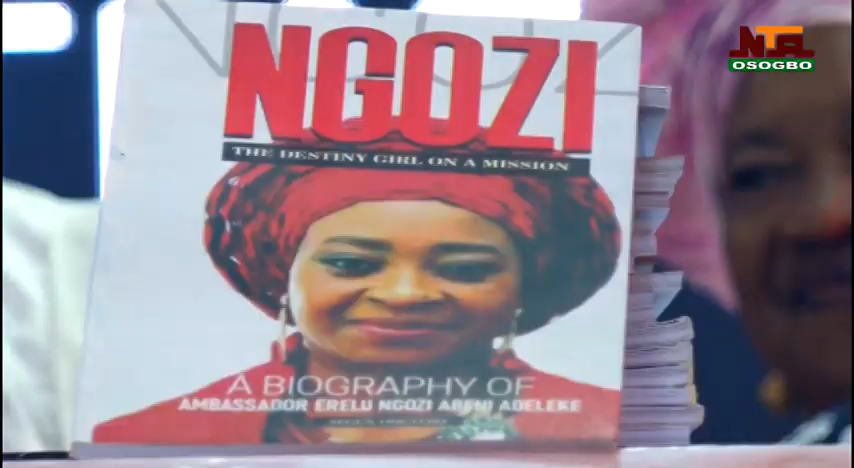 NTA
OSOGBO
NGOZI
THE DESTINY GIRL ON A MISSION
A BIOGRAPHY OF
AMBASSADOR ERELU NGOZI ABENI ADELEKE